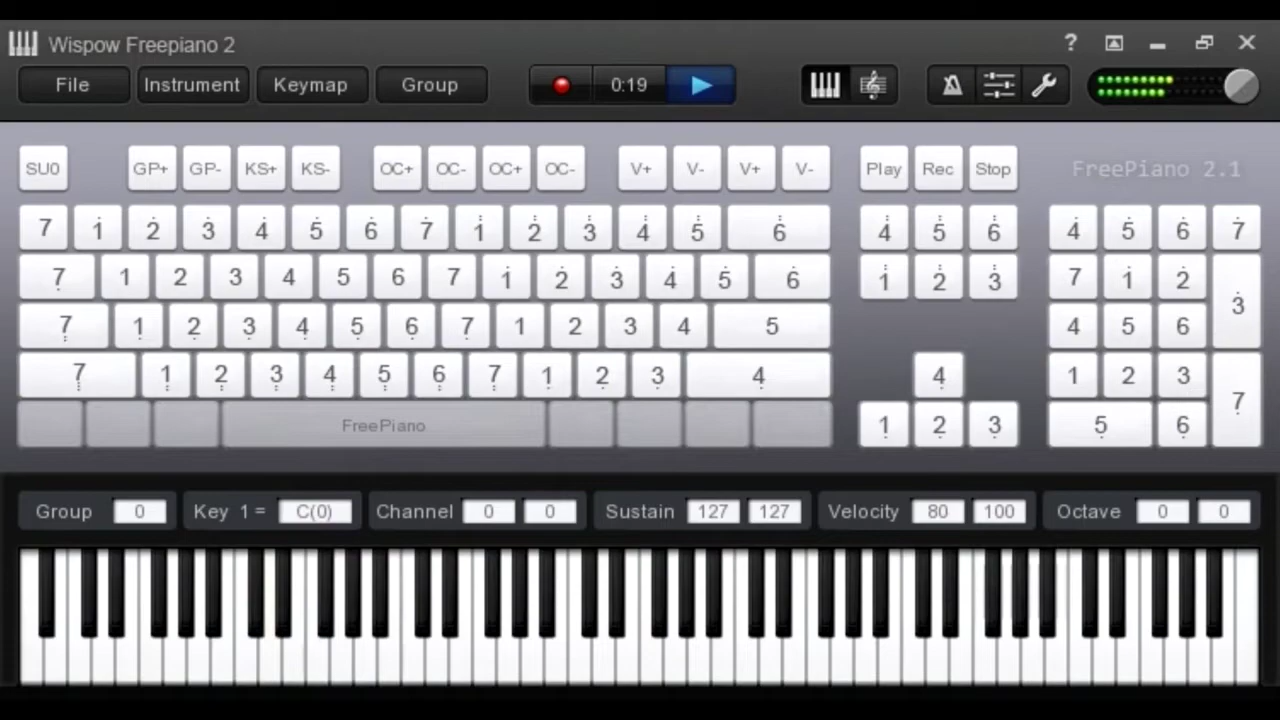 Wispow Freepiano 2
?
File Instrument Keymap Group 0:19
SU0 GP+ GP- KS+ KS- OC+ OC- OC+ OC- V+ V- V+ V- Play Rec Stop FreePiano 2.1
7 1 2 3 4 5 6 7 1 2 3 4 5 6 4 5 6 4 5 6 7
7 1 2 3 4 5 6 7 1 2 3 4 5 6 1 2 3 7 1 2 3
7 1 2 3 4 5 6 7 1 2 3 4 5 4 5 6
7 1 2 3 4 5 6 7 1 2 3 4 4 1 2 3 7
FreePiano 1 2 3 5 6
Group 0 Key 1 = C(0) Channel 0 0 Sustain 127 127 Velocity 80 100 Octave 0 0